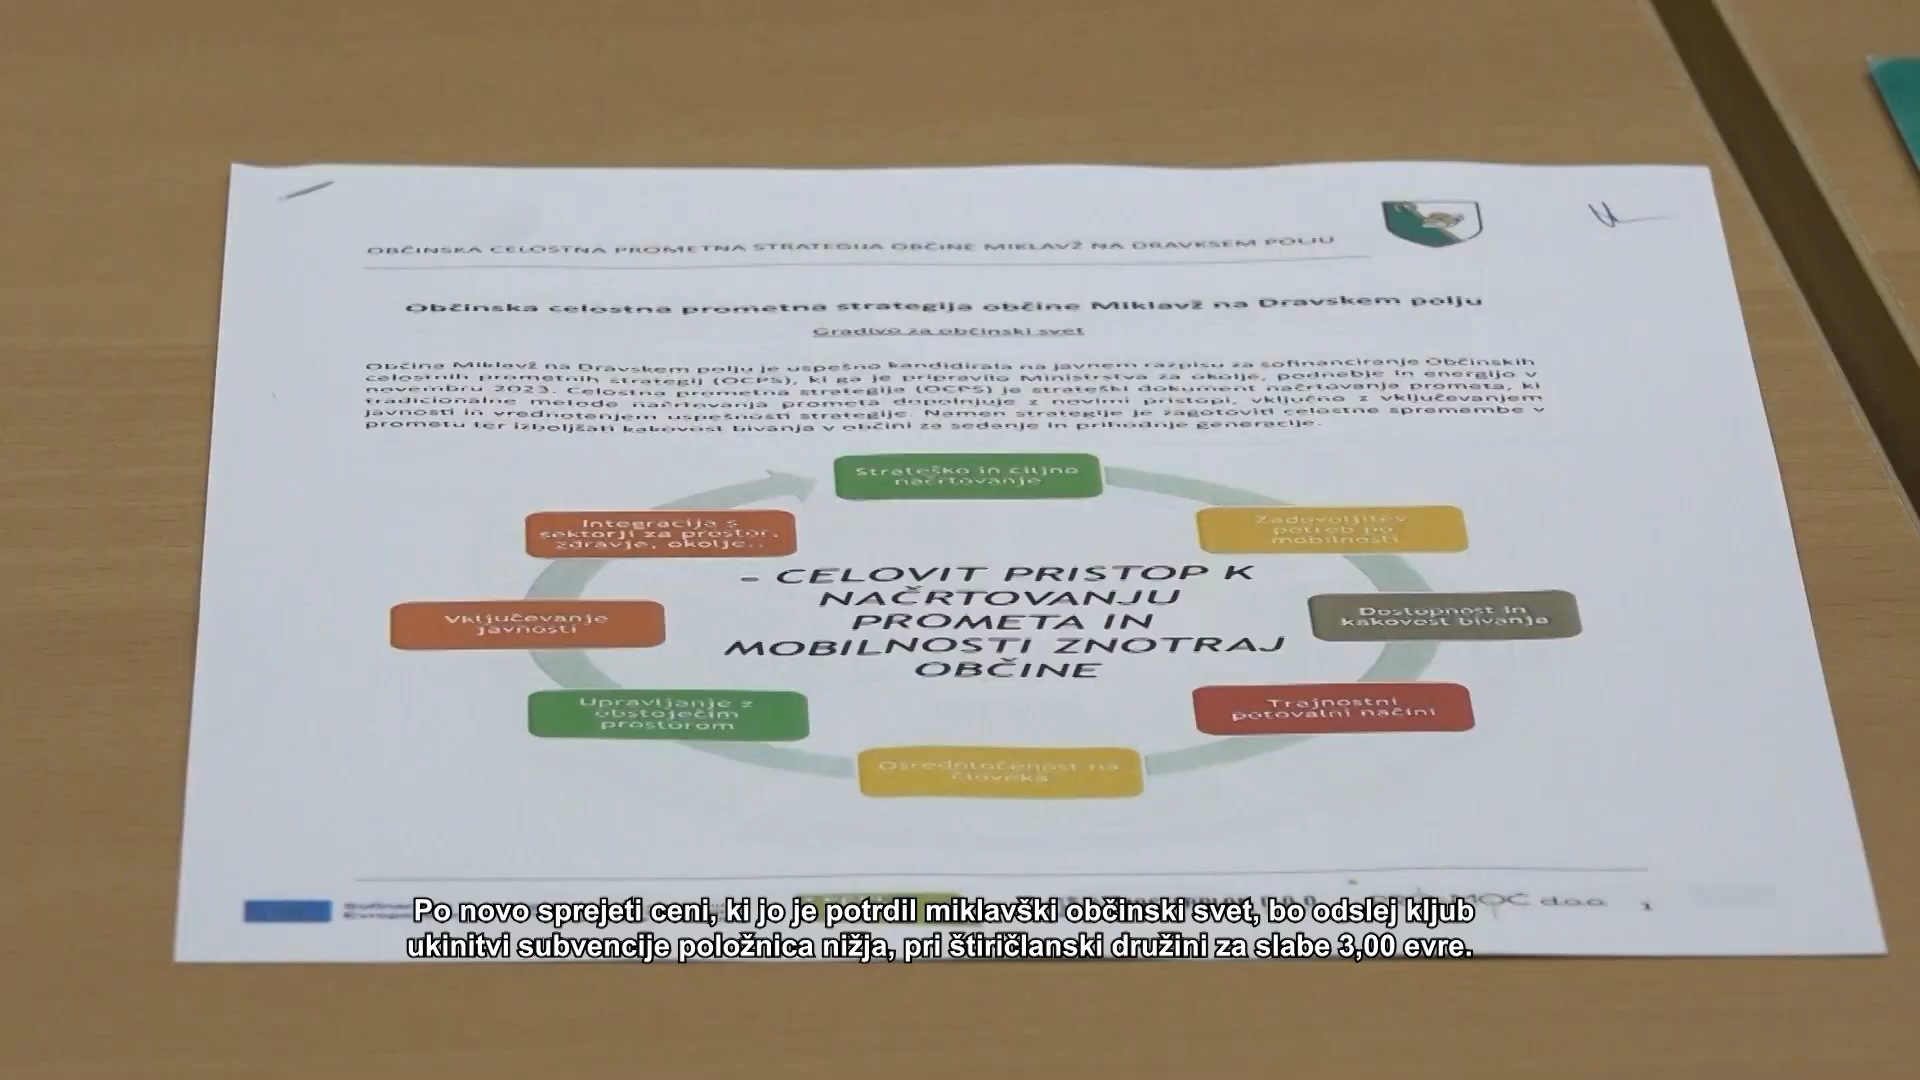 OBČINSKA CELOSTNA PROMETNA STRATEGIJA OBČINE MIKLAVŽ NA DRAVKSEM POLJU
Občinska celostna prometna strategija občine Miklavž na Dravskem polju
Gradivo za občinski svet
Občina Miklavž na Dravskem polju je uspešno kandidirala na javnem razpisu za sofinanciranje Občinskih
celostnih prometnih strategij (OCPS), ki ga je pripravilo Ministrstva za okolje, podnebje in energijo v
novembru 2023. Celostna prometna strategija (OCPS) je strateški dokument načrtovanja prometa, ki
tradicionalne metode načrtovanja prometa dopolnjuje z novimi pristopi, vključno z vključevanjem
javnosti in vrednotenjem uspešnosti strategije. Namen strategije je zagotoviti celostne spremembe v
prometu ter izboljšati kakovost bivanja v občini za sedanje in prihodnje generacije.
Strateško in ciljno
načrtovanje
Integracija s
sektorji za prostor,
zdravje, okolje..
Zadovoljitev
potreb po
mobilnosti
- CELOVIT PRISTOP K
NAČRTOVANJU
PROMETA IN
MOBILNOSTI ZNOTRAJ
OBČINE
Vključevanje
javnosti
Dostopnost in
kakovost bivanja
Upravljanje z
obstoječim
prostorom
Trajnostni
potovalni načini
Osredotočenost na
človeka
Po novo sprejeti ceni, ki jo je potrdil miklavški občinski svet, bo odslej kljub
ukinitvi subvencije položnica nižja, pri štiričlanski družini za slabe 3,00 evre.
d.o.o. 1